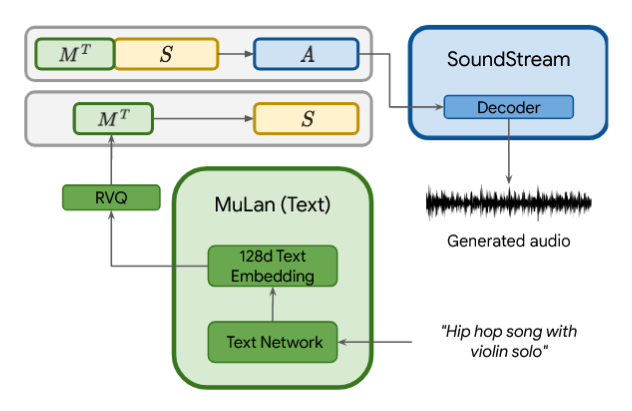 M^T S A
SoundStream
Decoder
M^T S
RVQ
MuLan (Text)
128d Text
Embedding
Text Network
Generated audio
"Hip hop song with
violin solo"